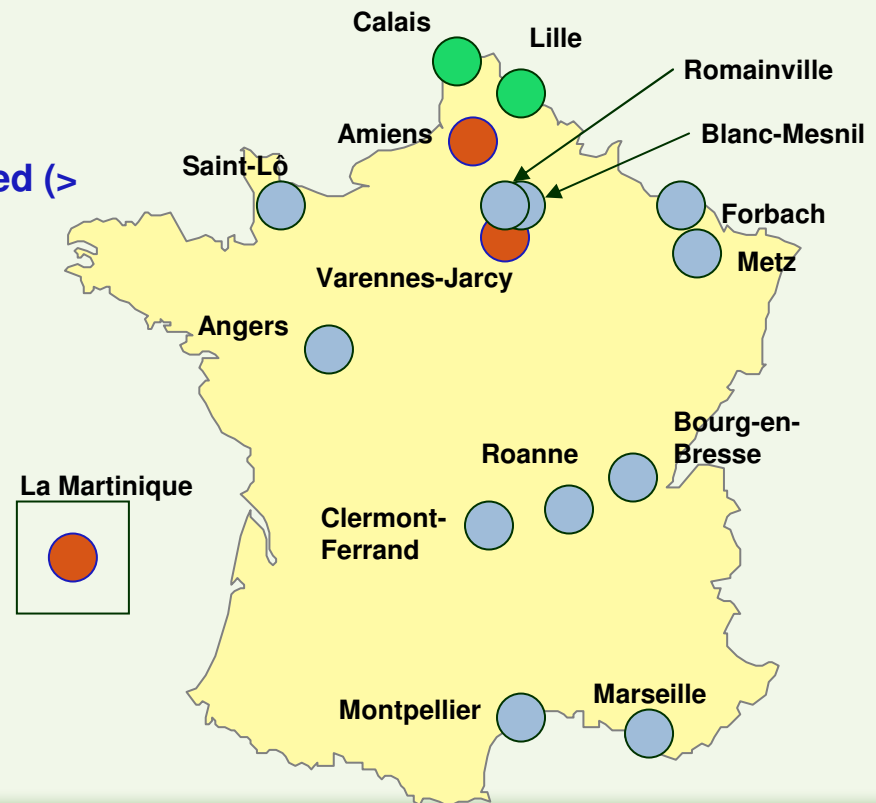 Calais
Lille
Romainville
Amiens
Blanc-Mesnil
Saint-Lô
ed (>
Forbach
Metz
Varennes-Jarcy
Angers
Bourg-en-
Bresse
Roanne
La Martinique
Clermont-
Ferrand
Marseille
Montpellier